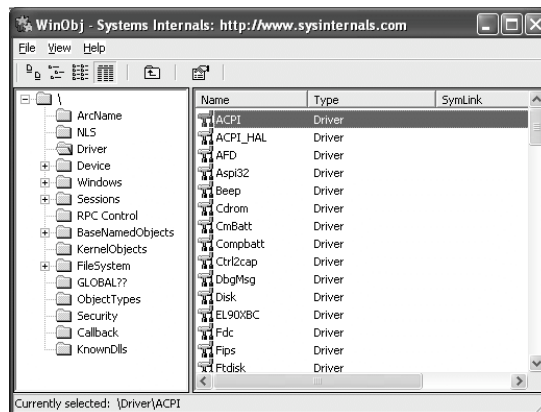 WinObj - Systems Internals: http://www.sysinternals.com
File View Help
\
ArcName
NLS
Driver
Device
Windows
Sessions
RPC Control
BaseNamedObjects
KernelObjects
FileSystem
GLOBAL??
ObjectTypes
Security
Callback
KnownDlls
Name Type SymLink
ACPI Driver
ACPI_HAL Driver
AFD Driver
Aspi32 Driver
Beep Driver
Cdrom Driver
CmBatt Driver
Compbatt Driver
Ctrl2cap Driver
DbgMsg Driver
Disk Driver
EL90XBC Driver
Fdc Driver
Fips Driver
Ftdisk Driver
Currently selected: \Driver\ACPI